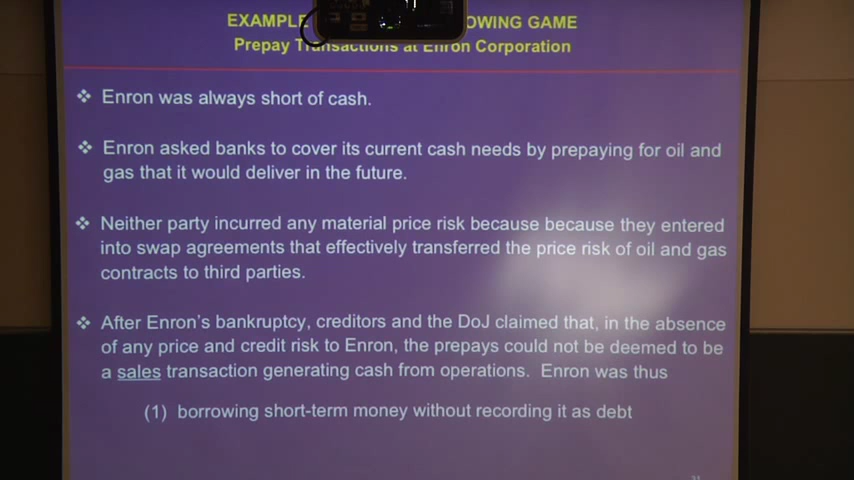 EXAMPLE OWING GAME
Prepay Transactions at Enron Corporation
❖ Enron was always short of cash.
❖ Enron asked banks to cover its current cash needs by prepaying for oil and
gas that it would deliver in the future.
❖ Neither party incurred any material price risk because because they entered
into swap agreements that effectively transferred the price risk of oil and gas
contracts to third parties.
❖ After Enron's bankruptcy, creditors and the DoJ claimed that, in the absence
of any price and credit risk to Enron, the prepays could not be deemed to be
a sales transaction generating cash from operations. Enron was thus
(1) borrowing short-term money without recording it as debt